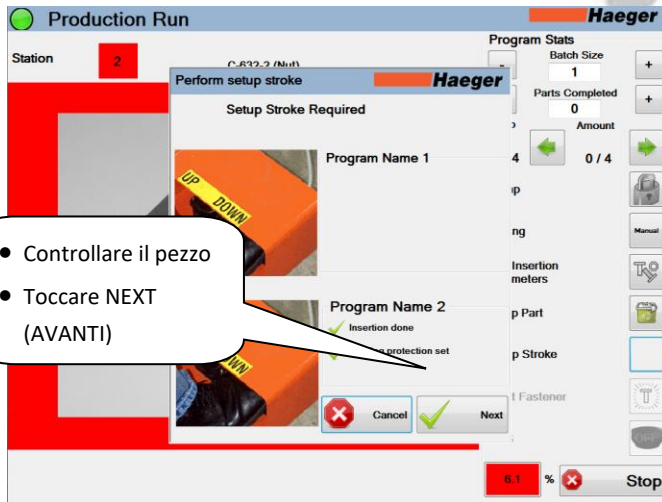 Production Run
Haeger
Program Stats
Station
2
C-632-2 (Nut)
Batch Size
-
1
+
Parts Completed
0
+
Amount
4
0 / 4
Manual
Perform setup stroke
Haeger
Setup Stroke Required
UP DOWN
Program Name 1
Insertion
p Part
p Stroke
t Fastener
OFF
• Controllare il pezzo
• Toccare NEXT
(AVANTI)
Program Name 2
Insertion done
protection set
Cancel
Next
6.1 %
Stop